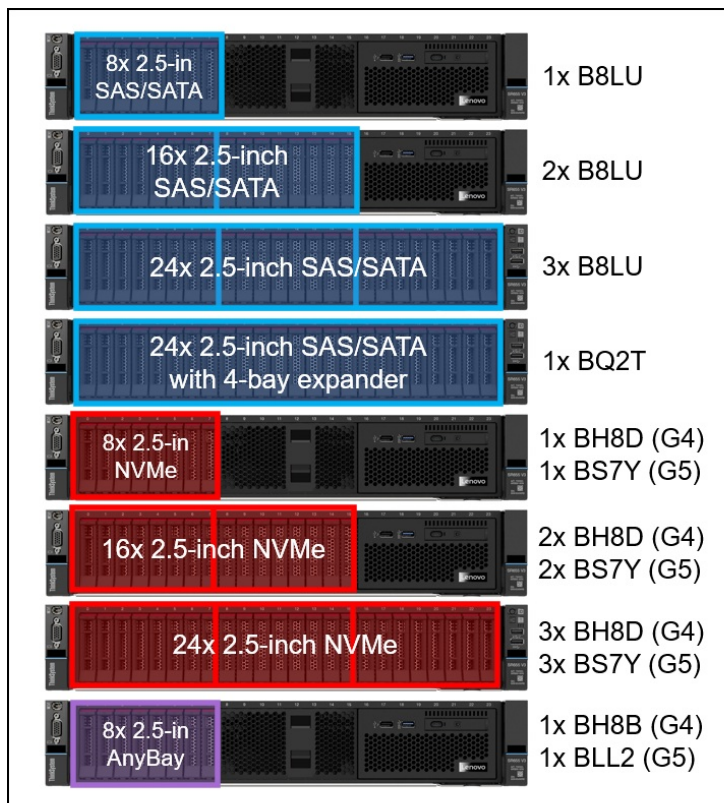 8x 2.5-in
SAS/SATA
1x B8LU
16x 2.5-inch
SAS/SATA
2x B8LU
24x 2.5-inch SAS/SATA
3x B8LU
24x 2.5-inch SAS/SATA
with 4-bay expander
1x BQ2T
8x 2.5-in
NVMe
1x BH8D (G4)
1x BS7Y (G5)
16x 2.5-inch NVMe
2x BH8D (G4)
2x BS7Y (G5)
24x 2.5-inch NVMe
3x BH8D (G4)
3x BS7Y (G5)
8x 2.5-in
AnyBay
1x BH8B (G4)
1x BLL2 (G5)